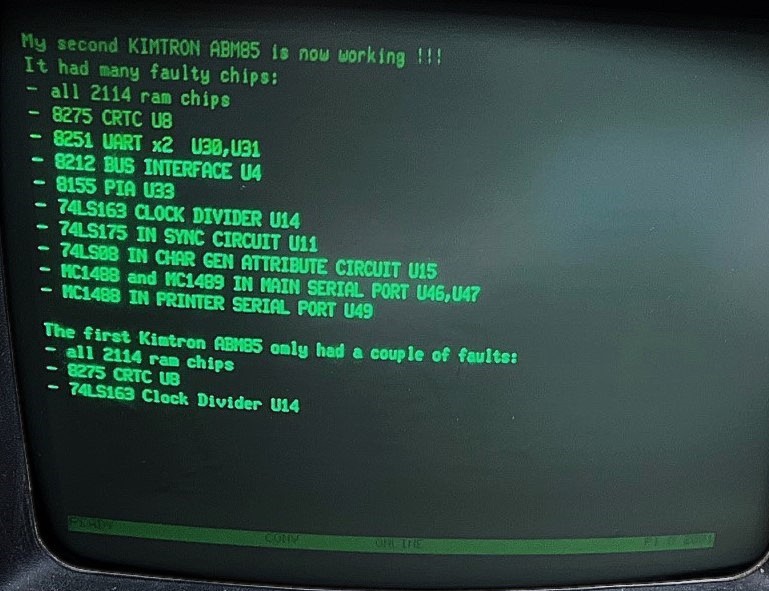 My second KIMTRON ABM85 is now working !!!
It had many faulty chips:
- all 2114 ram chips
- 8275 CRTC U8
- 8251 UART x2  U30,U31
- 8212 BUS INTERFACE U4
- 8155 PIA U33
- 74LS163 CLOCK DIVIDER U14
- 74LS175 IN SYNC CIRCUIT U11
- 74LS08 IN CHAR GEN ATTRIBUTE CIRCUIT U15
- MC1488 and MC1489 IN MAIN SERIAL PORT U46,U47
- MC1488 IN PRINTER SERIAL PORT U49
The first Kimtron ABM85 only had a couple of faults:
- all 2114 ram chips
- 8275 CRTC U8
- 74LS163 Clock Divider U14
READY
CONV ONLINE